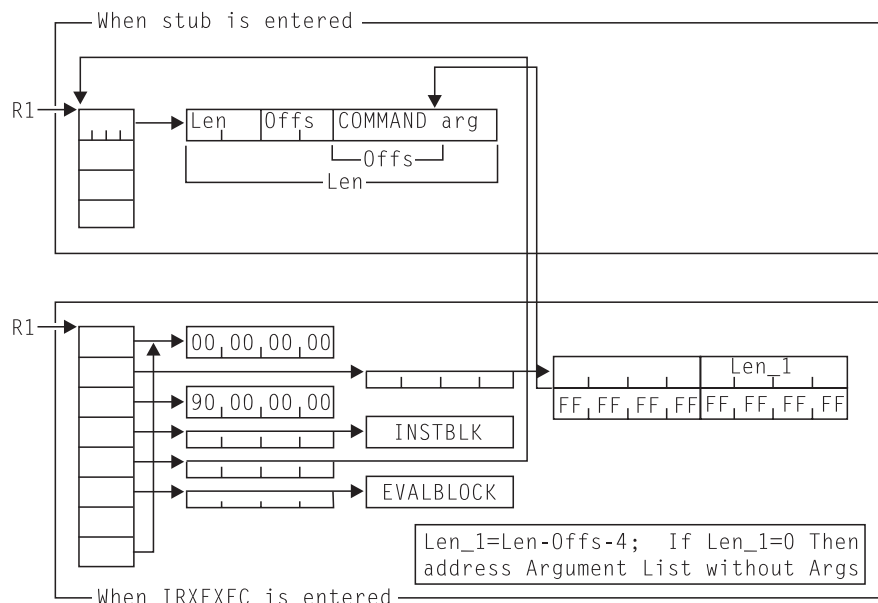 When stub is entered
R1
Len Offs COMMAND arg
Offs
Len
R1
00 00 00 00
Len_1
90 00 00 00
FF FF FF FF FF FF FF FF
INSTBLK
EVALBLOCK
Len_1=Len-Offs-4; If Len_1=0 Then
address Argument List without Args
When IRXEXEC is entered